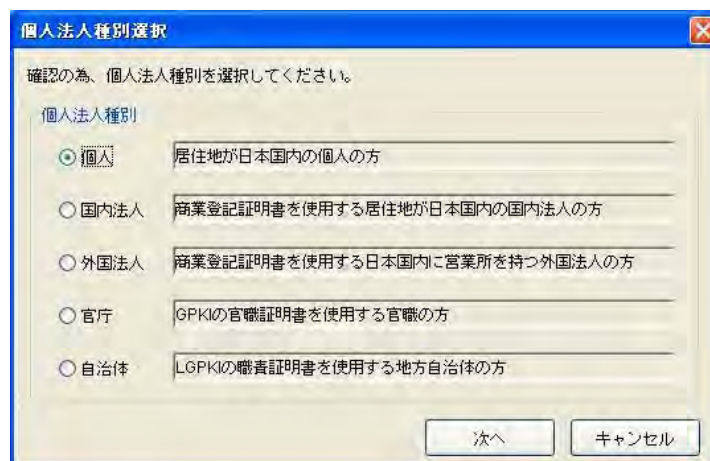 個人法人種別選択
確認の為、個人法人種別を選択してください。
個人法人種別
個人 居住地が日本国内の個人の方
国内法人 商業登記証明書を使用する居住地が日本国内の国内法人の方
外国法人 商業登記証明書を使用する日本国内に営業所を持つ外国法人の方
官庁 GPKIの官職証明書を使用する官職の方
自治体 LGPKIの職責証明書を使用する地方自治体の方
次へ キャンセル